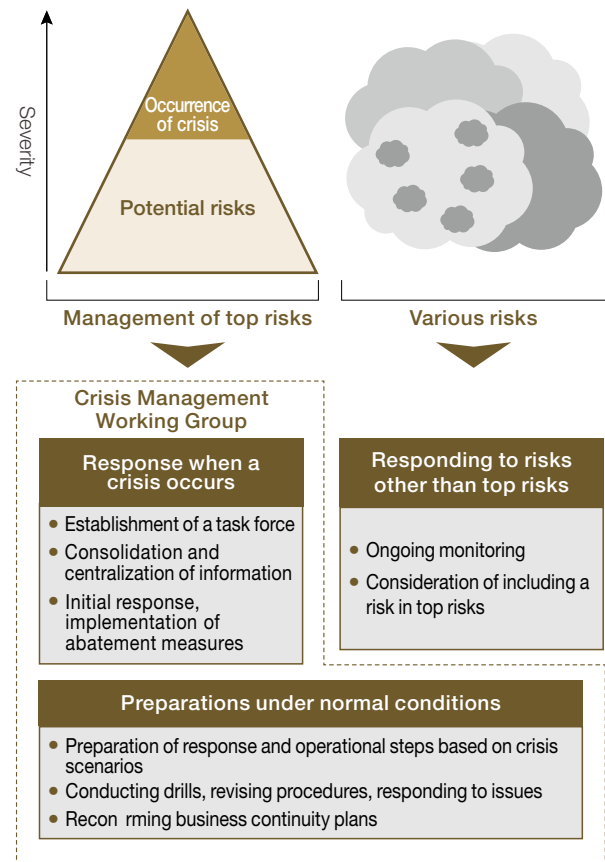 Severity
Occurrence
of crisis
Potential risks
Management of top risks
Various risks
Crisis Management
Working Group
Response when a
crisis occurs
• Establishment of a task force
• Consolidation and
centralization of information
• Initial response,
implementation of
abatement measures
Responding to risks
other than top risks
• Ongoing monitoring
• Consideration of including a
risk in top risks
Preparations under normal conditions
• Preparation of response and operational steps based on crisis
scenarios
• Conducting drills, revising procedures, responding to issues
• Recon rming business continuity plans